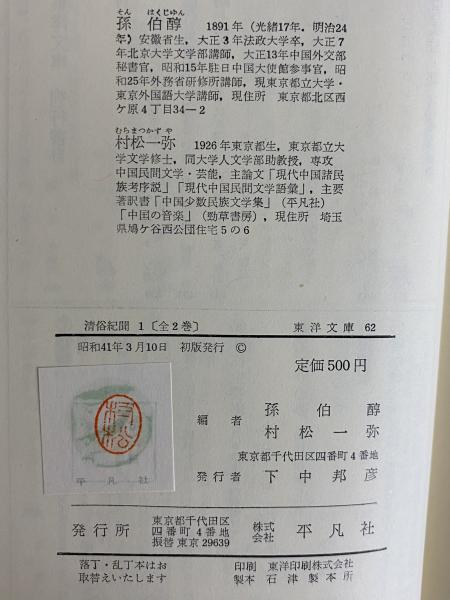 そん はくじゅん
孫 伯醇 1891年(光緒17年,明治24
年)安徽省生,大正3年法政大学卒,大正7
年北京大学文学部講師,大正13年中国外交部
秘書官,昭和15年駐日中国大使館参事官,昭
和25年外務省研修所講師,現東京都立大学・
東京外国語大学講師,現住所 東京都北区西
ケ原4丁目34―2
むらまつかず や
村松一弥 1926年東京都生,東京都立大
学文学修士,同大学人文学部助教授,専攻
中国民間文学・芸能,主論文「現代中国諸民
族考序説」「現代中国民間文学語彙」,主要
著訳書「中国少数民族文学集」(平凡社)
「中国の音楽」(勁草書房),現住所 埼玉
県鳩ケ谷西公団住宅5の6
清俗紀聞 1〔全2巻〕 東洋文庫 62
昭和41年3月10日 初版発行 ©
定価500円
編者 孫伯醇
村松一弥
東京都千代田区四番町4番地
発行者 下中邦彦
村松
平凡社
発行所 東京都千代田区
四番町4番地
振替東京29639
株式
会社 平凡社
落丁・乱丁本はお
取替えいたします
印刷 東洋印刷株式会社
製本 石津製本所